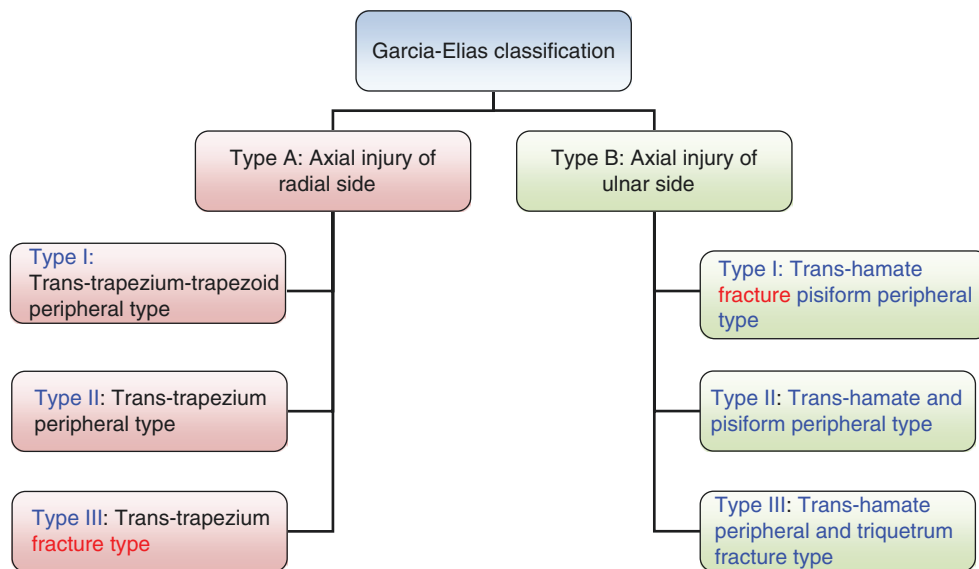 Garcia-Elias classification
Type A: Axial injury of
radial side
Type B: Axial injury of
ulnar side
Type I:
Trans-trapezium-trapezoid
peripheral type
Type II: Trans-trapezium
peripheral type
Type III: Trans-trapezium
fracture type
Type I: Trans-hamate
fracture pisiform peripheral
type
Type II: Trans-hamate and
pisiform peripheral type
Type III: Trans-hamate
peripheral and triquetrum
fracture type